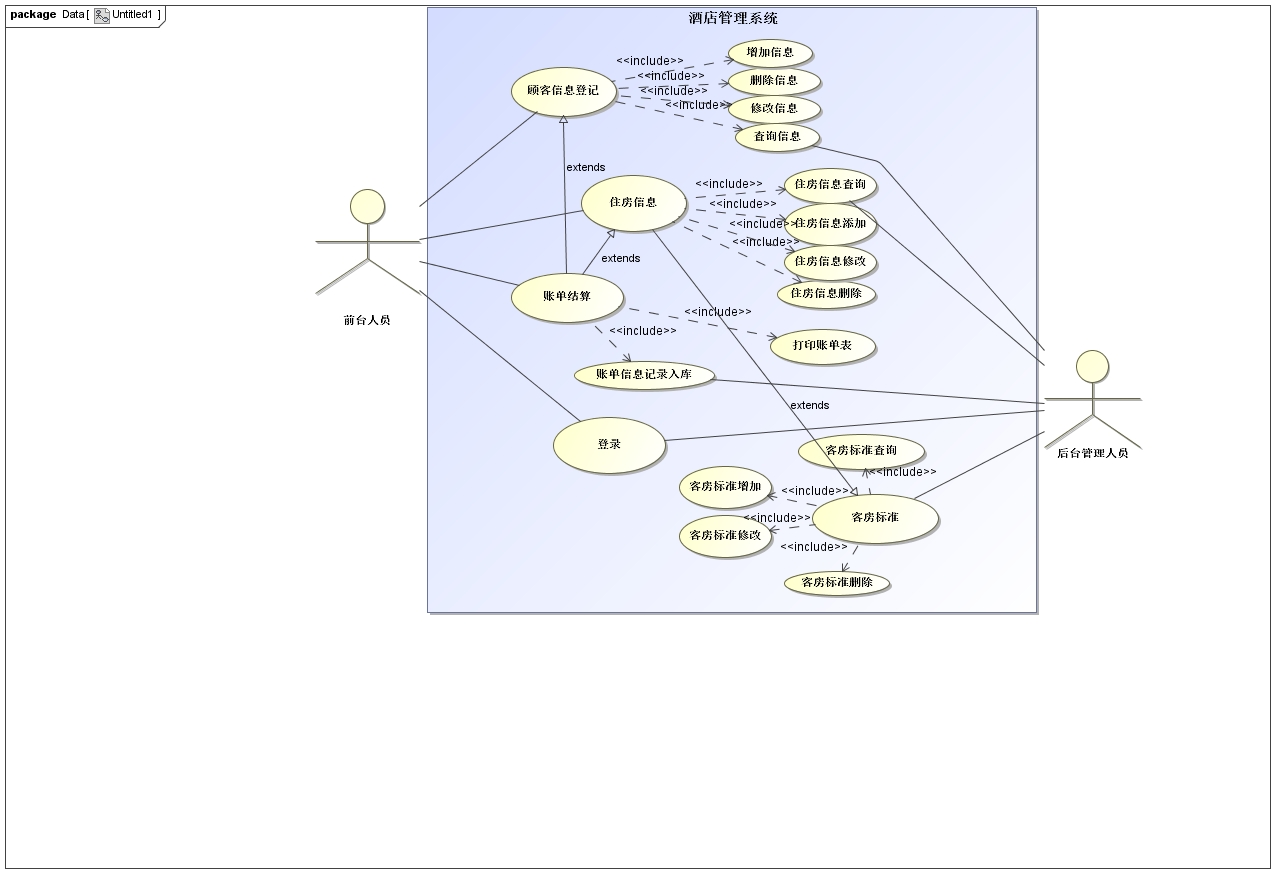 package Data [ Untitled1 ]
酒店管理系统
增加信息
<<include>>
删除信息
<<include>>
顾客信息登记
<<include>>
修改信息
<<include>>
查询信息
extends
住房信息
<<include>>
住房信息查询
<<include>>
住房信息添加
<<include>>
<<include>>
住房信息修改
extends
住房信息删除
账单结算
<<include>>
前台人员
<<include>>
打印账单表
账单信息记录入库
extends
登录
客房标准查询
后台管理人员
<<include>>
客房标准增加
<<include>>
客房标准
<<include>>
客房标准修改
<<include>>
客房标准删除